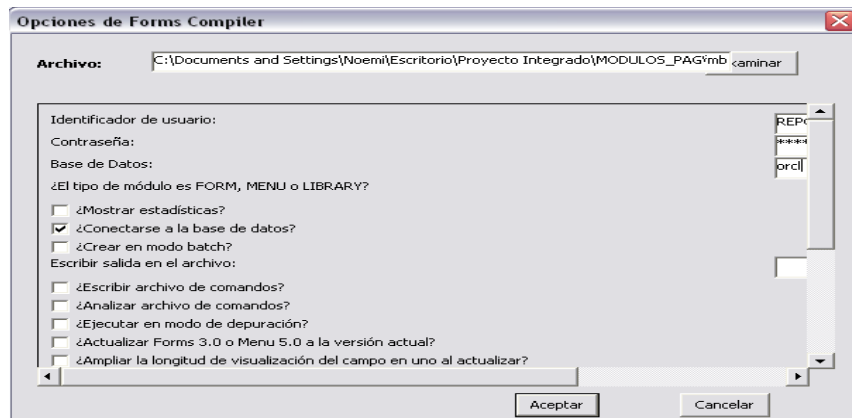 Opciones de Forms Compiler
Archivo: C:\Documents and Settings\Noemi\Escritorio\Proyecto Integrado\MODULOS_PAG\mb xaminar
Identificador de usuario: REPO
Contraseña: ****
Base de Datos: orcl
¿El tipo de módulo es FORM, MENU o LIBRARY?
¿Mostrar estadísticas?
¿Conectarse a la base de datos?
¿Crear en modo batch?
Escribir salida en el archivo:
¿Escribir archivo de comandos?
¿Analizar archivo de comandos?
¿Ejecutar en modo de depuración?
¿Actualizar Forms 3.0 o Menu 5.0 a la versión actual?
¿Ampliar la longitud de visualización del campo en uno al actualizar?
Aceptar Cancelar